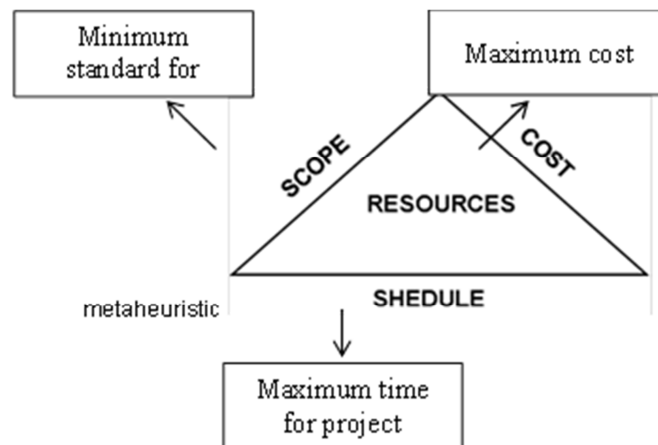 Minimum
standard for
Maximum cost
SCOPE
COST
RESOURCES
SHEDULE
metaheuristic
Maximum time
for project